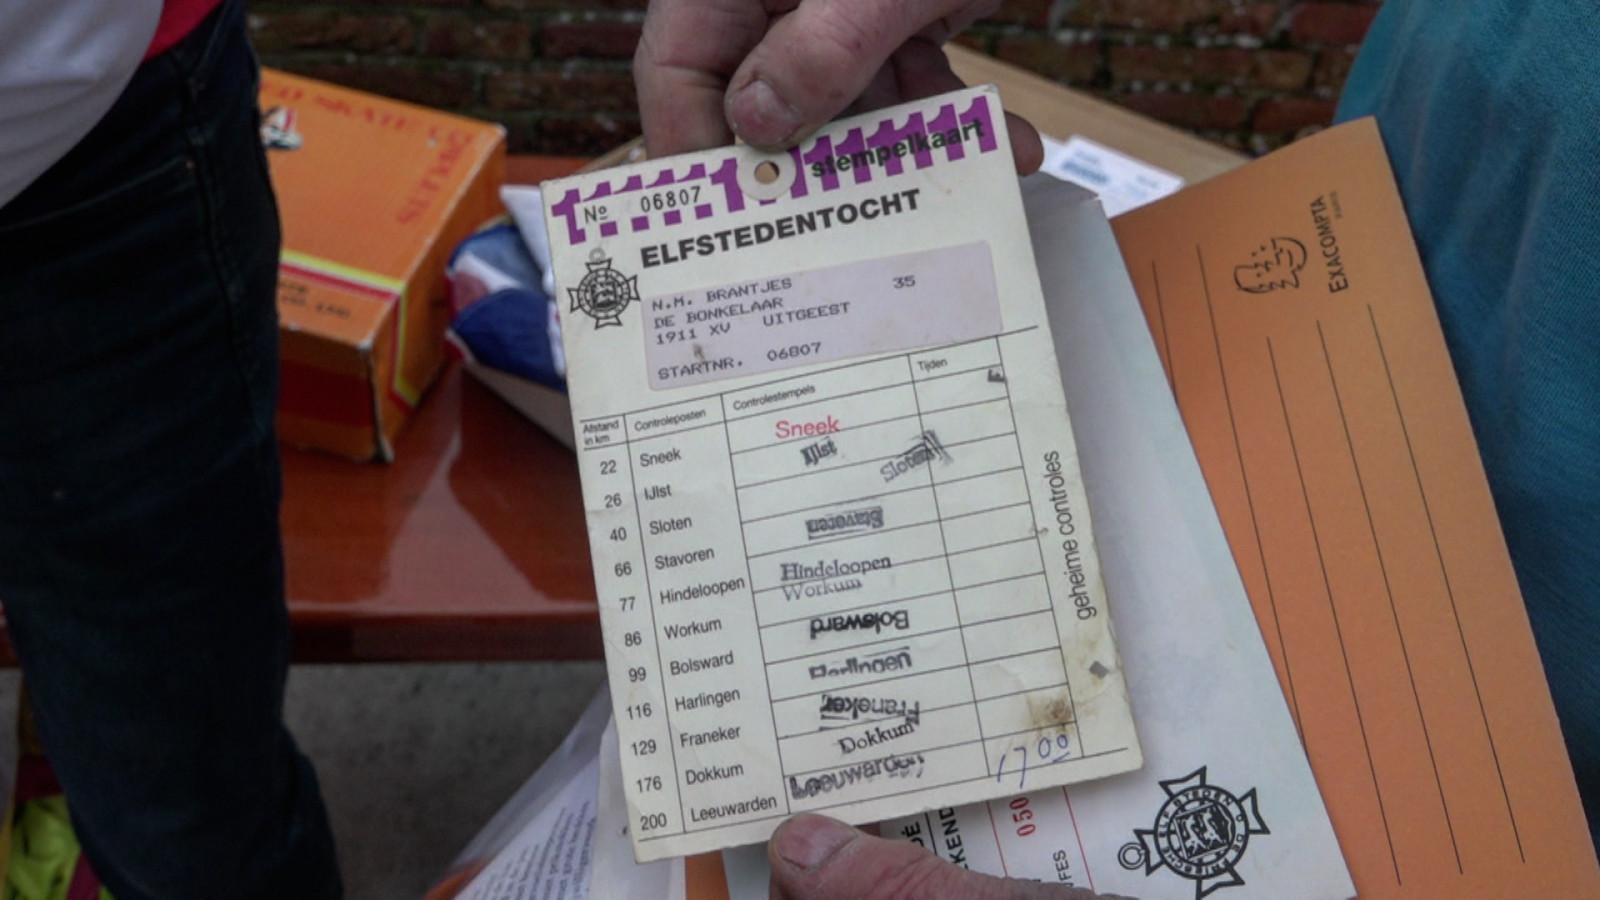 stempelkaart
Nº 06807
ELFSTEDENTOCHT
N.M. BRANTJES 35
DE BONKELAAR
1911 XV UITGEEST
STARTNR. 06807
Afstand in km Controleposten Controlestempels Tijden
22 Sneek Sneek
26 IJlst IJlst
40 Sloten Sloten
66 Stavoren Stavoren
77 Hindeloopen Hindeloopen
86 Workum Workum
99 Bolsward Bolsward
116 Harlingen Harlingen
129 Franeker Franeker
176 Dokkum Dokkum
200 Leeuwarden Leeuwarden 17 00
geheime controles
EXACOMPTA
050